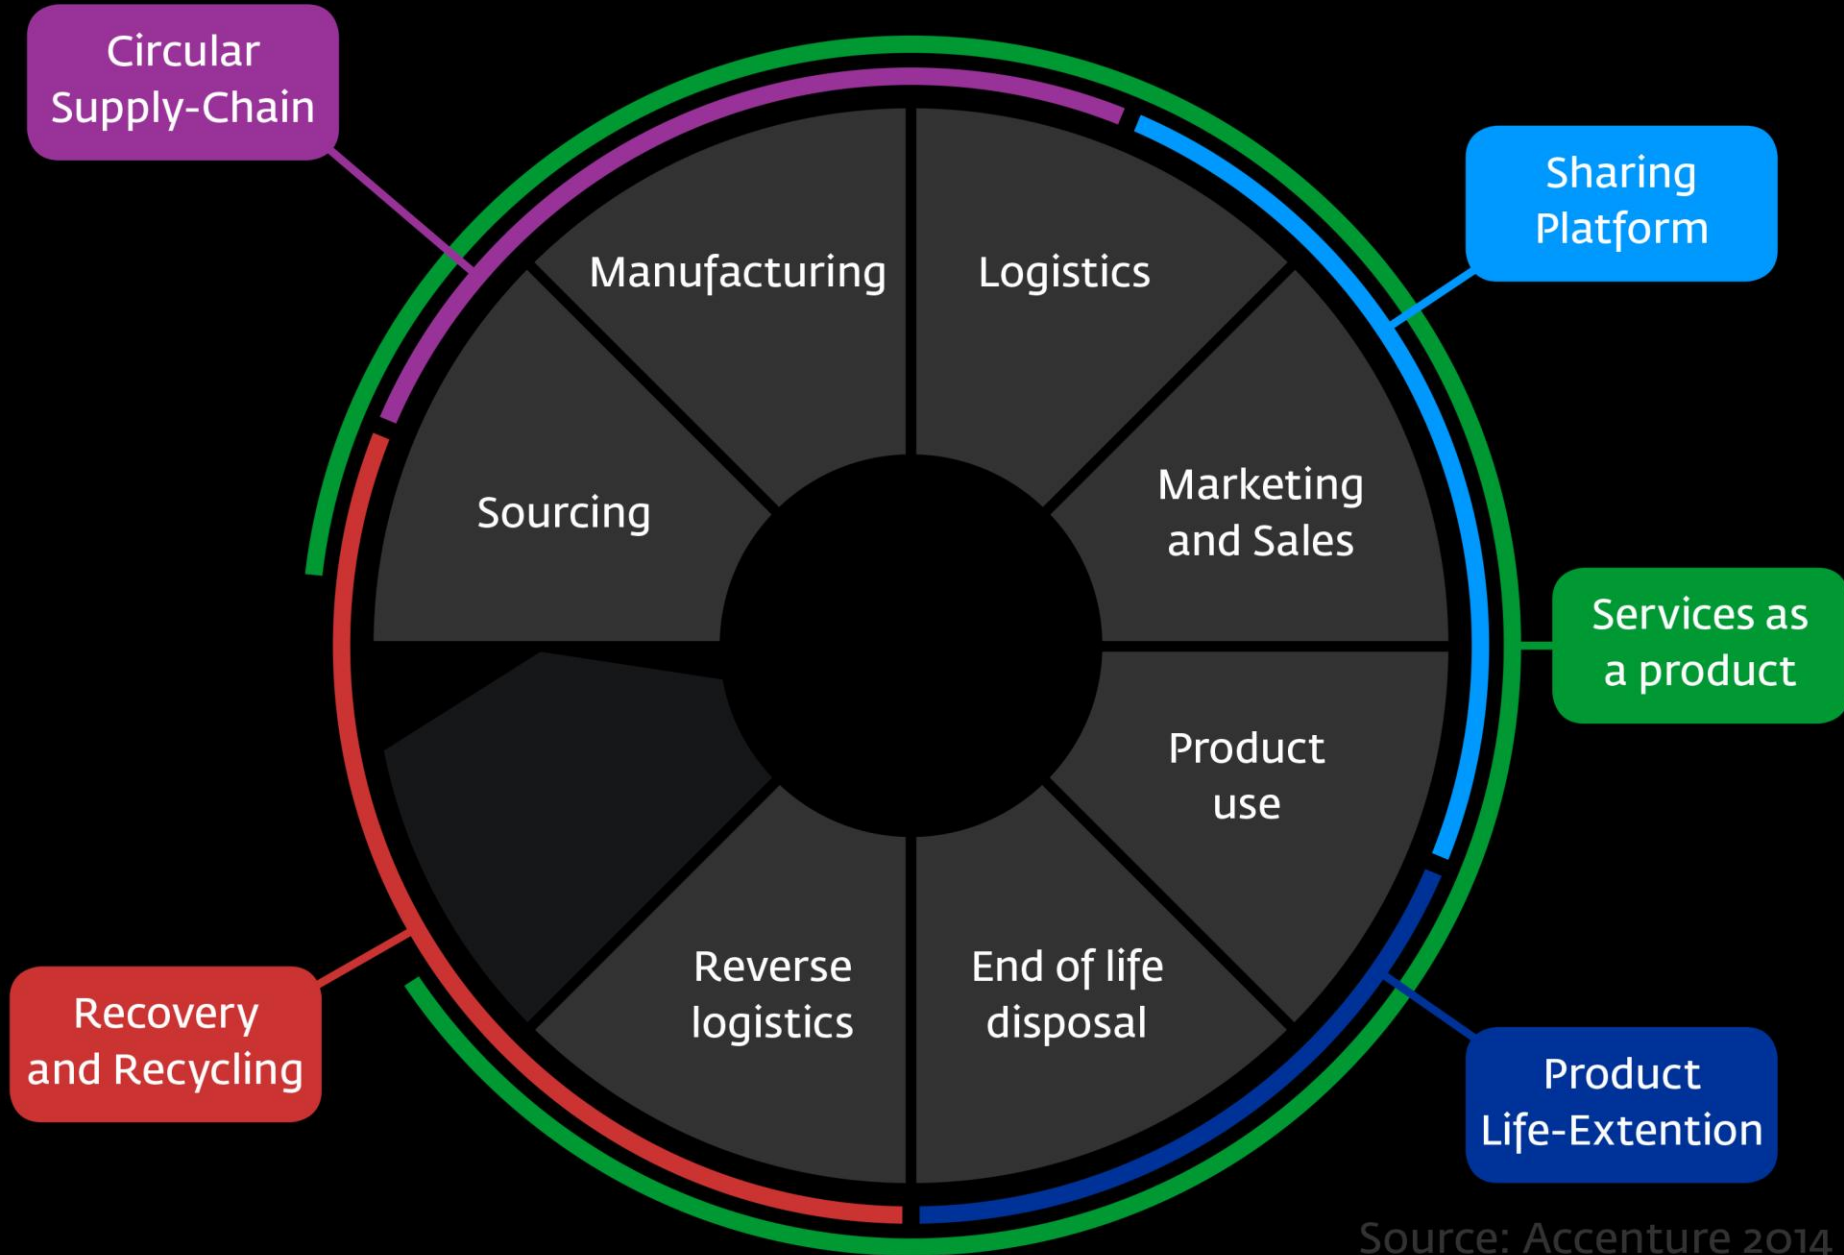 Circular
Supply-Chain
Sharing
Platform
Manufacturing
Logistics
Sourcing
Marketing
and Sales
Services as
a product
Product
use
Reverse
logistics
End of life
disposal
Recovery
and Recycling
Product
Life-Extention
Source: Accenture 2014